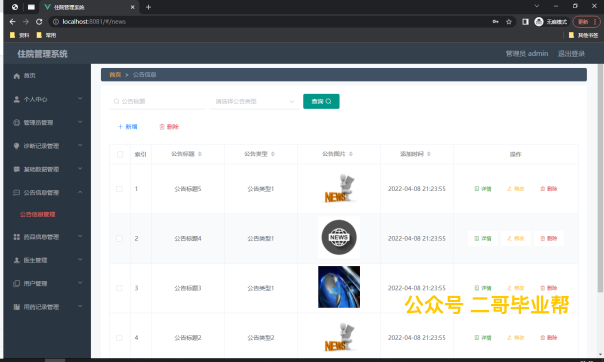 住院管理系统
localhost:8081/#/news
无痕模式
更新
资料
常用
其他书签
住院管理系统
管理员 admin
退出登录
首页
个人中心
管理员管理
诊断记录管理
基础数据管理
公告信息管理
公告信息管理
药品信息管理
医生管理
用户管理
用药记录管理
首页 > 公告信息
公告标题
请选择公告类型
查询
+ 新增
删除
索引 公告标题 公告类型 公告图片 添加时间 操作
1 公告标题5 公告类型1 NEWS 2022-04-08 21:23:55 详情 修改 删除
2 公告标题4 公告类型1 NEWS 2022-04-08 21:23:55 详情 修改 删除
3 公告标题3 公告类型1 2022-04-08 21:23:55 详情 修改 删除
公众号 二哥毕业帮
4 公告标题2 公告类型2 NEWS 2022-04-08 21:23:55 详情 修改 删除